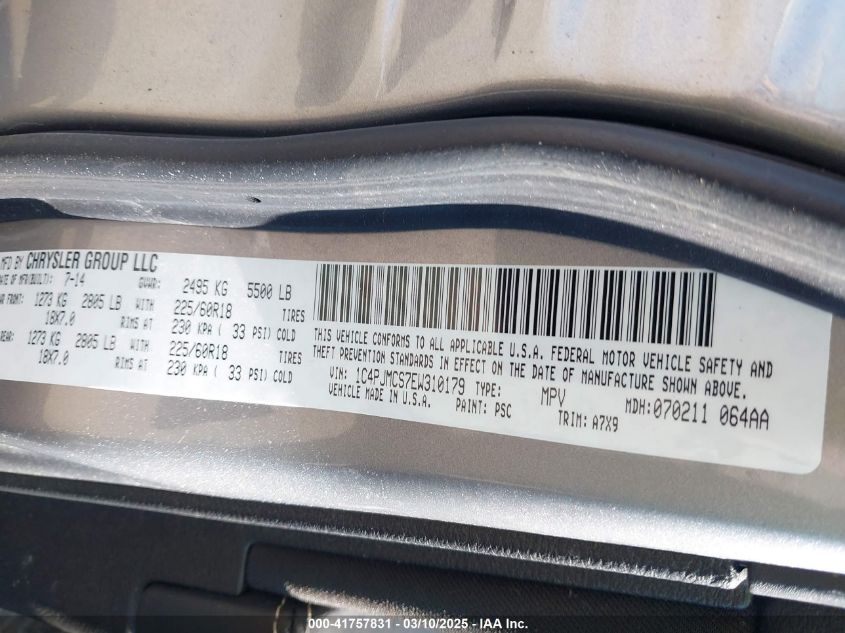 MFD BY CHRYSLER GROUP LLC
DATE OF MFR(BUILT): 7-14 GVWR: 2495 KG 5500 LB
FRONT: 1273 KG 2805 LB WITH 225/60R18 TIRES
18X7.0 RIMS AT 230 KPA ( 33 PSI) COLD
REAR: 1273 KG 2805 LB WITH 225/60R18 TIRES
18X7.0 RIMS AT 230 KPA ( 33 PSI) COLD
THIS VEHICLE CONFORMS TO ALL APPLICABLE U.S.A. FEDERAL MOTOR VEHICLE SAFETY AND
THEFT PREVENTION STANDARDS IN EFFECT ON THE DATE OF MANUFACTURE SHOWN ABOVE.
VIN: 1C4PJMCS7EW310179 TYPE: MPV MDH:070211 064AA
VEHICLE MADE IN U.S.A. PAINT: PSC TRIM: A7X9
000-41757831 - 03/10/2025 - IAA Inc.